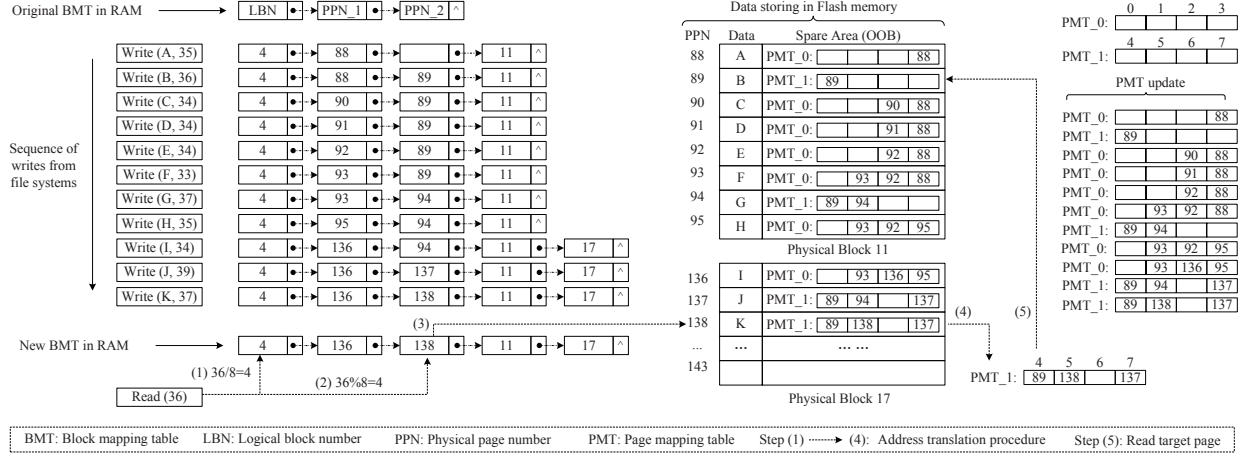 Original BMT in RAM LBN PPN_1 PPN_2 ^
Sequence of writes from file systems
Write (A, 35) 4 88 11 ^
Write (B, 36) 4 88 89 11 ^
Write (C, 34) 4 90 89 11 ^
Write (D, 34) 4 91 89 11 ^
Write (E, 34) 4 92 89 11 ^
Write (F, 33) 4 93 89 11 ^
Write (G, 37) 4 93 94 11 ^
Write (H, 35) 4 95 94 11 ^
Write (I, 34) 4 136 94 11 17 ^
Write (J, 39) 4 136 137 11 17 ^
Write (K, 37) 4 136 138 11 17 ^
(3)
New BMT in RAM 4 136 138 11 17 ^
(1) 36/8=4
(2) 36%8=4
Read (36)
Data storing in Flash memory
PPN Data Spare Area (OOB)
88 A PMT_0: 88
89 B PMT_1: 89
90 C PMT_0: 90 88
91 D PMT_0: 91 88
92 E PMT_0: 92 88
93 F PMT_0: 93 92 88
94 G PMT_1: 89 94
95 H PMT_0: 93 92 95
Physical Block 11
136 I PMT_0: 93 136 95
137 J PMT_1: 89 94 137
138 K PMT_1: 89 138 137
... ... ... ...
143
Physical Block 17
(4)
(5)
0 1 2 3
PMT_0:
4 5 6 7
PMT_1:
PMT update
PMT_0: 88
PMT_1: 89
PMT_0: 90 88
PMT_0: 91 88
PMT_0: 92 88
PMT_0: 93 92 88
PMT_1: 89 94
PMT_0: 93 92 95
PMT_0: 93 136 95
PMT_1: 89 94 137
PMT_1: 89 138 137
4 5 6 7
PMT_1: 89 138 137
BMT: Block mapping table LBN: Logical block number PPN: Physical page number PMT: Page mapping table Step (1) (4): Address translation procedure Step (5): Read target page